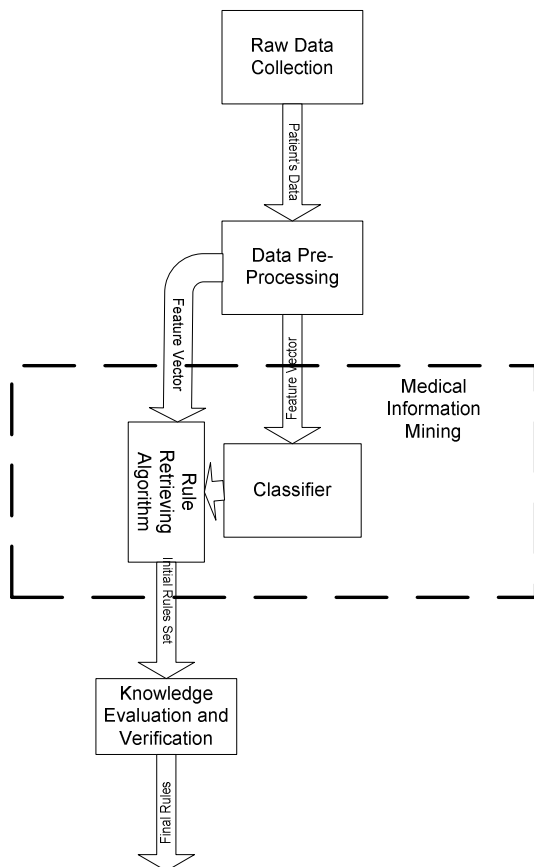 Raw Data
Collection
Patient's Data
Data Pre-
Processing
Feature Vector
Feature Vector
Medical
Information
Mining
Rule
Retrieving
Algorithm
Classifier
Initial Rules Set
Knowledge
Evaluation and
Verification
Final Rules